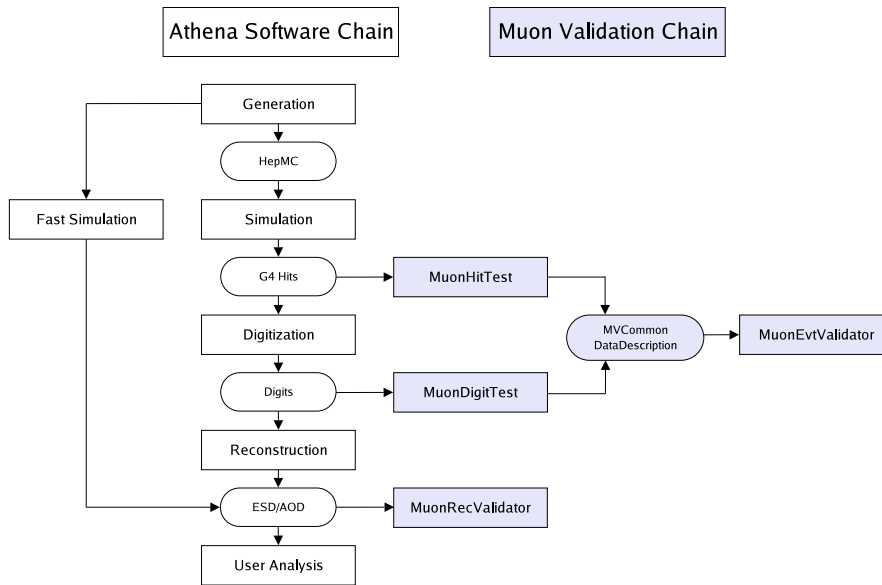 Athena Software Chain
Muon Validation Chain
Generation
HepMC
Fast Simulation
Simulation
G4 Hits
MuonHitTest
Digitization
MVCommon
DataDescription
MuonEvtValidator
Digits
MuonDigitTest
Reconstruction
ESD/AOD
MuonRecValidator
User Analysis